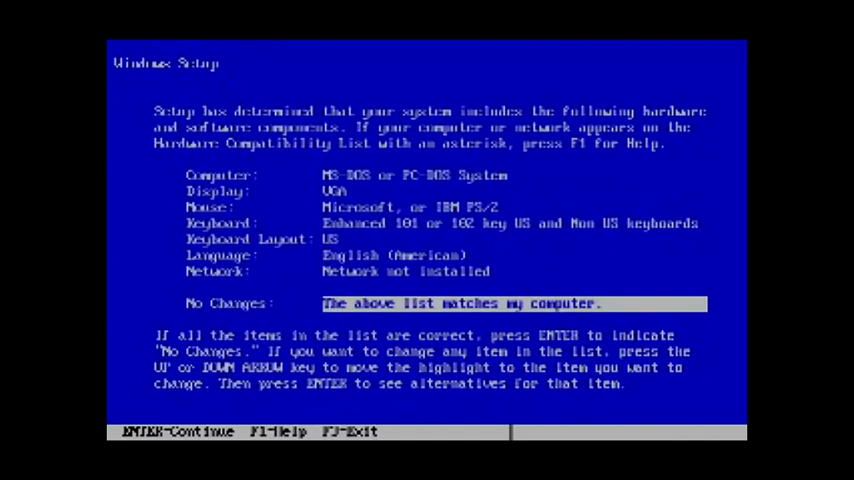 Windows Setup
Setup has determined that your system includes the following hardware
and software components. If your computer or network appears on the
Hardware Compatibility List with an asterisk, press F1 for Help.
Computer: MS-DOS or PC-DOS System
Display: VGA
Mouse: Microsoft, or IBM PS/2
Keyboard: Enhanced 101 or 102 key US and Non US keyboards
Keyboard Layout: US
Language: English (American)
Network: Network not installed
No Changes: The above list matches my computer.
If all the items in the list are correct, press ENTER to indicate
"No Changes." If you want to change any item in the list, press the
UP or DOWN ARROW key to move the highlight to the item you want to
change. Then press ENTER to see alternatives for that item.
ENTER=Continue F1=Help F3=Exit